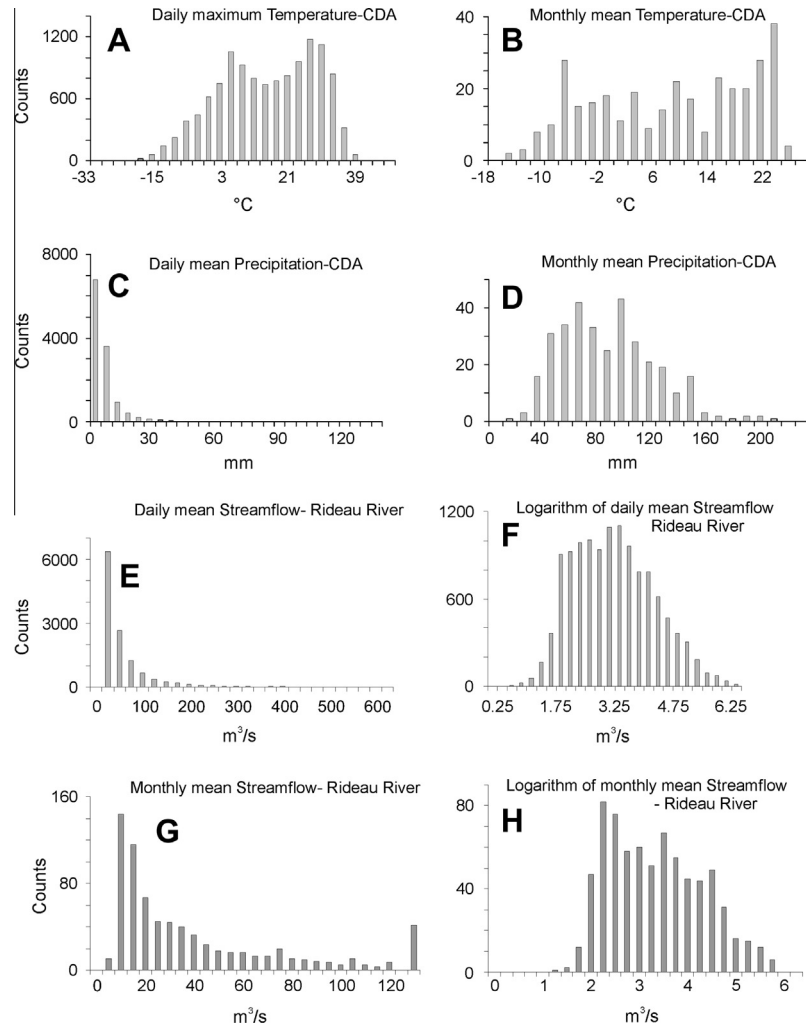 A
Daily maximum Temperature-CDA
1200
600
0
Counts
-33 -15 3 21 39
°C
B
Monthly mean Temperature-CDA
40
20
0
-18 -10 -2 6 14 22
°C
C
Daily mean Precipitation-CDA
8000
4000
0
Counts
0 30 60 90 120
mm
D
Monthly mean Precipitation-CDA
40
20
0
0 40 80 120 160 200
mm
E
Daily mean Streamflow- Rideau River
6000
3000
0
Counts
0 100 200 300 400 500 600
m³/s
F
Logarithm of daily mean Streamflow
Rideau River
1200
600
0
0.25 1.75 3.25 4.75 6.25
m³/s
G
Monthly mean Streamflow- Rideau River
160
80
0
Counts
0 20 40 60 80 100 120
m³/s
H
Logarithm of monthly mean Streamflow
- Rideau River
80
40
0
0 1 2 3 4 5 6
m³/s